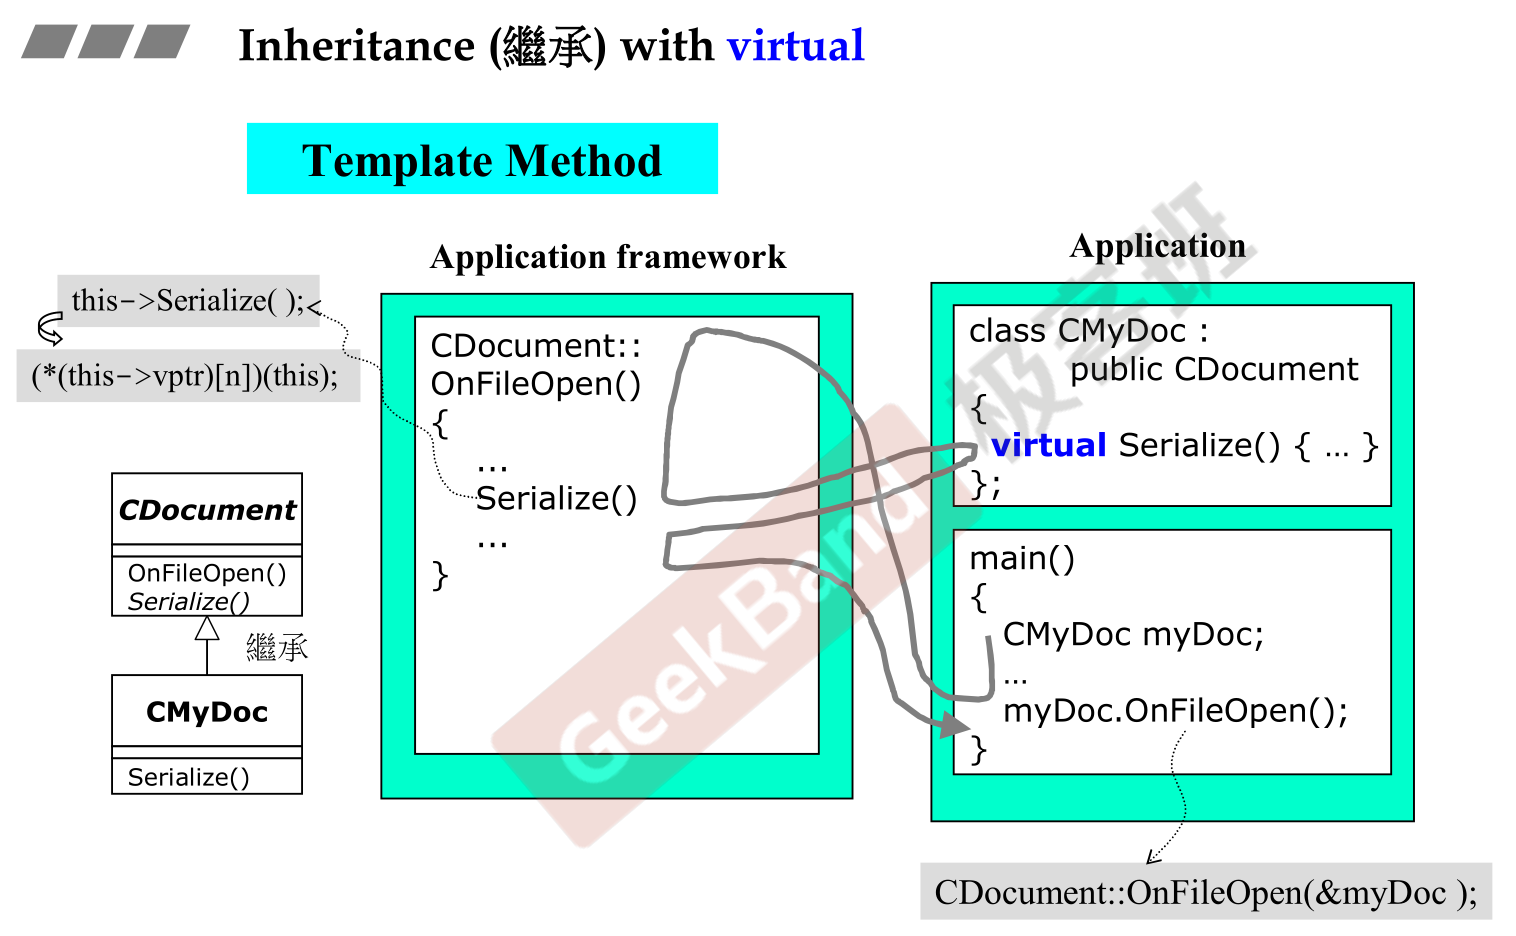 Inheritance (繼承) with virtual
Template Method
Application framework
Application
this->Serialize( );
(*(this->vptr)[n])(this);
CDocument
OnFileOpen()
Serialize()
繼承
CMyDoc
Serialize()
CDocument::
OnFileOpen()
{
...
Serialize()
...
}
class CMyDoc :
public CDocument
{
virtual Serialize() { ... }
};
main()
{
CMyDoc myDoc;
...
myDoc.OnFileOpen();
}
CDocument::OnFileOpen(&myDoc );
GeekBand 极客班